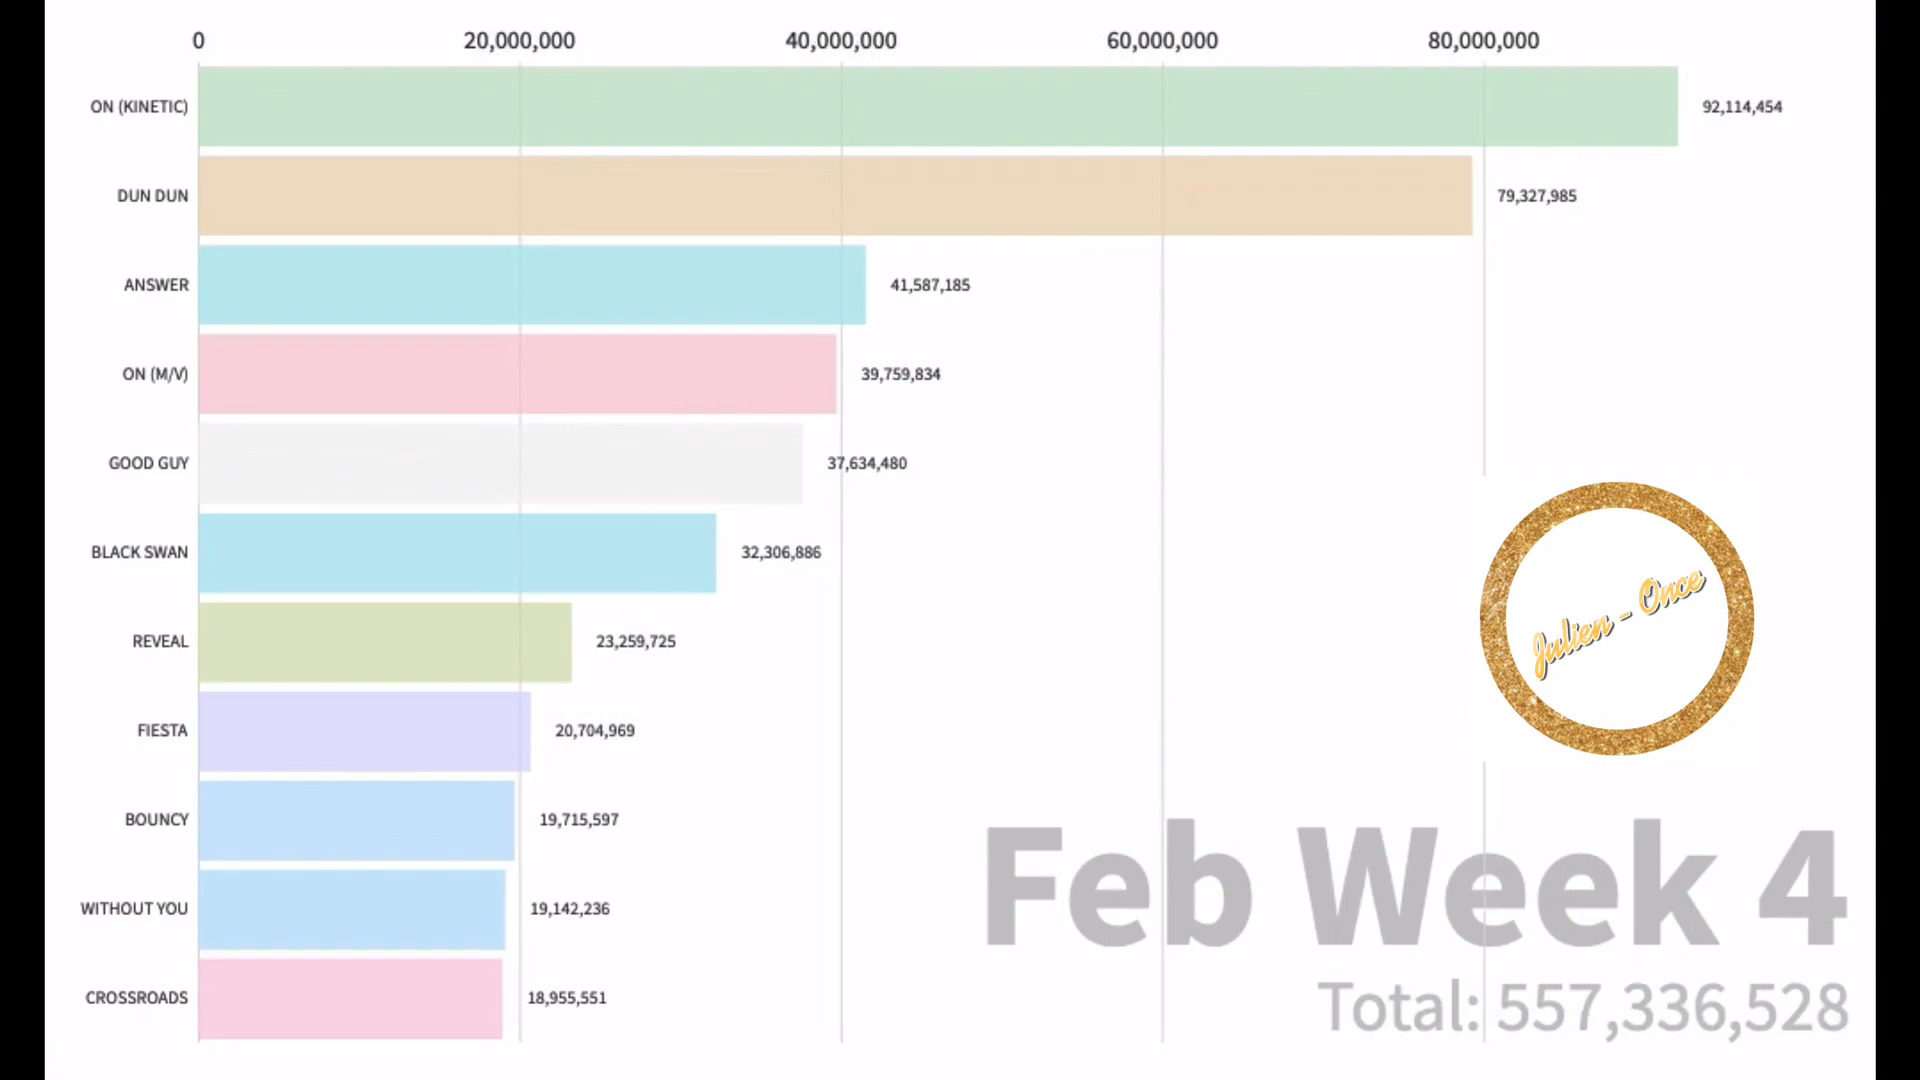 0 20,000,000 40,000,000 60,000,000 80,000,000
ON (KINETIC) 92,114,454
DUN DUN 79,327,985
ANSWER 41,587,185
ON (M/V) 39,759,834
GOOD GUY 37,634,480
BLACK SWAN 32,306,886
REVEAL 23,259,725
FIESTA 20,704,969
BOUNCY 19,715,597
WITHOUT YOU 19,142,236
CROSSROADS 18,955,551
Julien - Once
Feb Week 4
Total: 557,336,528